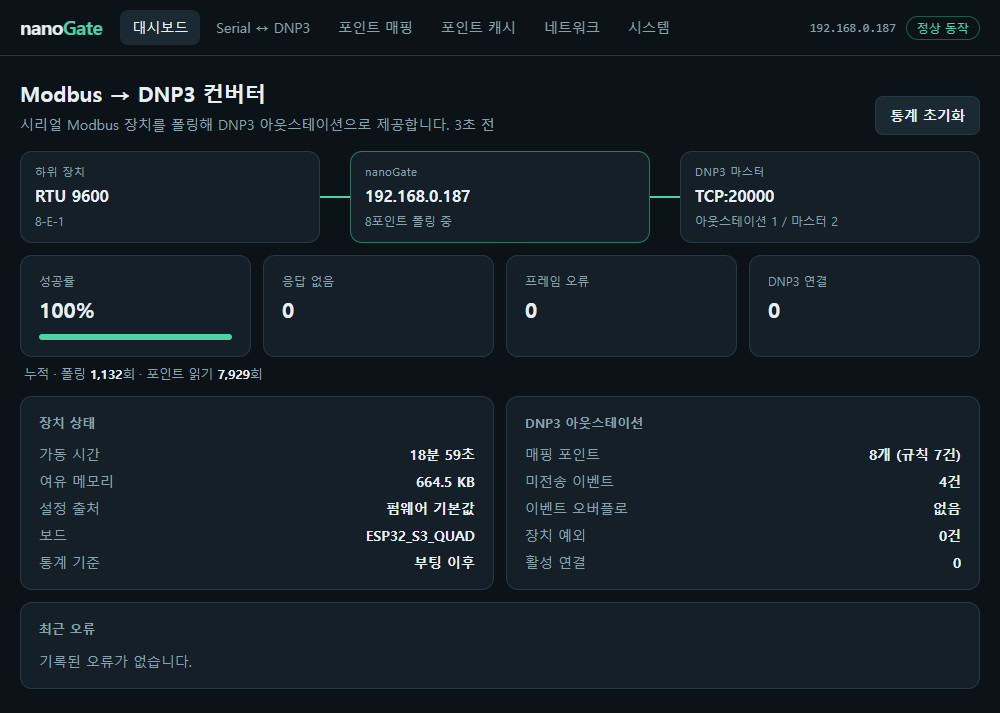 nanoGate 대시보드 Serial ↔ DNP3 포인트 매핑 포인트 캐시 네트워크 시스템 192.168.0.187 정상 동작
Modbus → DNP3 컨버터
시리얼 Modbus 장치를 폴링해 DNP3 아웃스테이션으로 제공합니다. 3초 전
통계 초기화
하위 장치
RTU 9600
8-E-1
nanoGate
192.168.0.187
8포인트 폴링 중
DNP3 마스터
TCP:20000
아웃스테이션 1 / 마스터 2
성공률
100%
응답 없음
0
프레임 오류
0
DNP3 연결
0
누적 · 폴링 1,132회 · 포인트 읽기 7,929회
장치 상태
가동 시간 18분 59초
여유 메모리 664.5 KB
설정 출처 펌웨어 기본값
보드 ESP32_S3_QUAD
통계 기준 부팅 이후
DNP3 아웃스테이션
매핑 포인트 8개 (규칙 7건)
미전송 이벤트 4건
이벤트 오버플로 없음
장치 예외 0건
활성 연결 0
최근 오류
기록된 오류가 없습니다.